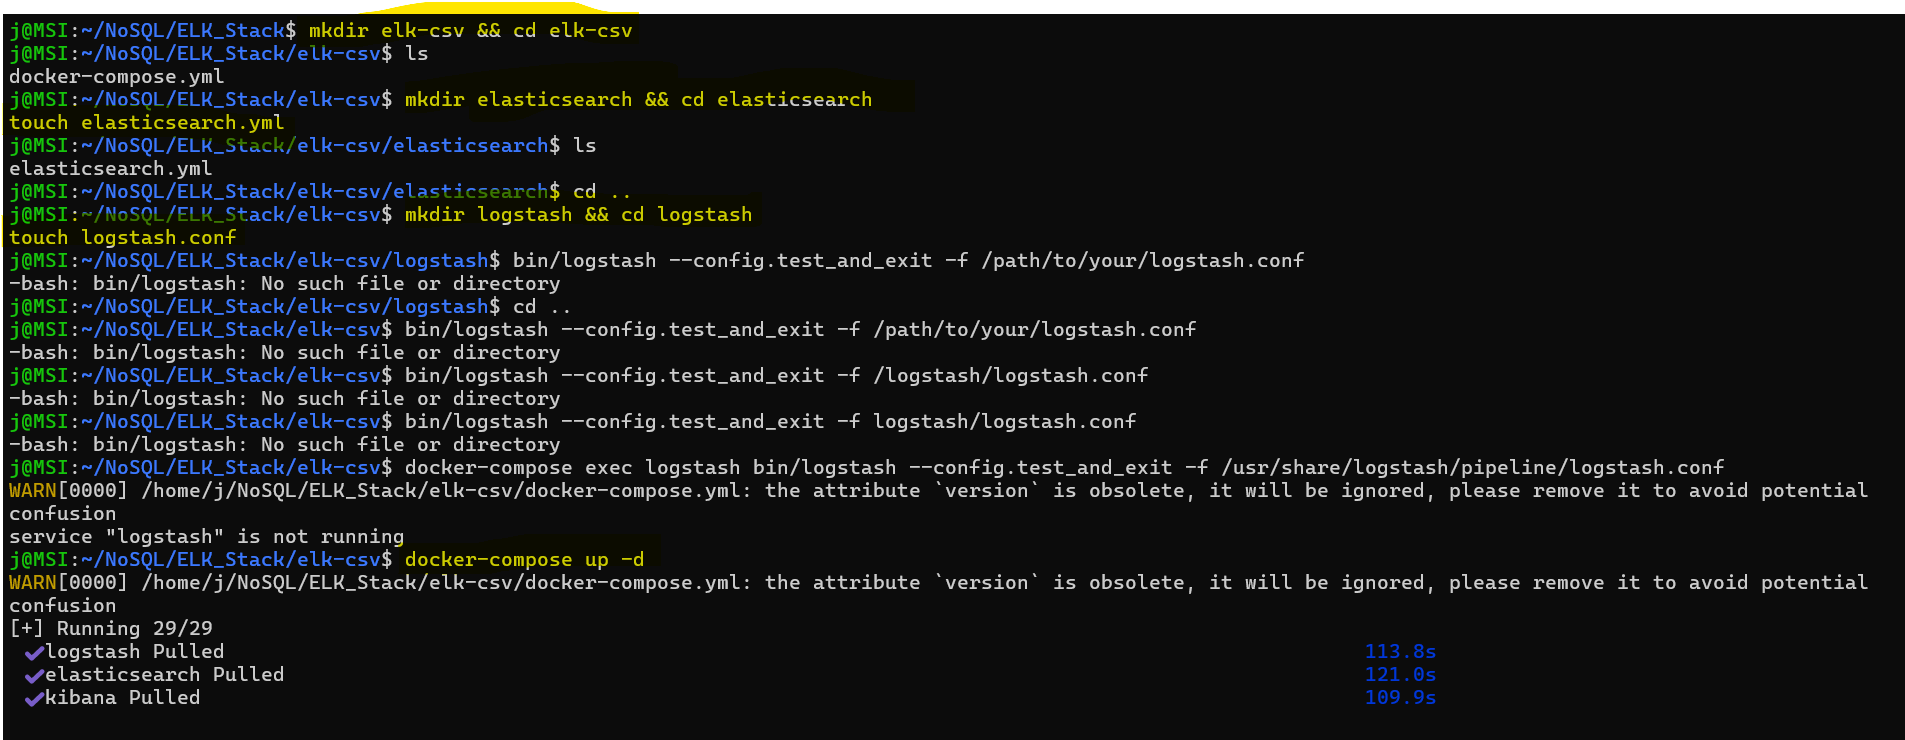 j@MSI:~/NoSQL/ELK_Stack$ mkdir elk-csv && cd elk-csv
j@MSI:~/NoSQL/ELK_Stack/elk-csv$ ls
docker-compose.yml
j@MSI:~/NoSQL/ELK_Stack/elk-csv$ mkdir elasticsearch && cd elasticsearch
touch elasticsearch.yml
j@MSI:~/NoSQL/ELK_Stack/elk-csv/elasticsearch$ ls
elasticsearch.yml
j@MSI:~/NoSQL/ELK_Stack/elk-csv/elasticsearch$ cd ..
j@MSI:~/NoSQL/ELK_Stack/elk-csv$ mkdir logstash && cd logstash
touch logstash.conf
j@MSI:~/NoSQL/ELK_Stack/elk-csv/logstash$ bin/logstash --config.test_and_exit -f /path/to/your/logstash.conf
-bash: bin/logstash: No such file or directory
j@MSI:~/NoSQL/ELK_Stack/elk-csv/logstash$ cd ..
j@MSI:~/NoSQL/ELK_Stack/elk-csv$ bin/logstash --config.test_and_exit -f /path/to/your/logstash.conf
-bash: bin/logstash: No such file or directory
j@MSI:~/NoSQL/ELK_Stack/elk-csv$ bin/logstash --config.test_and_exit -f /logstash/logstash.conf
-bash: bin/logstash: No such file or directory
j@MSI:~/NoSQL/ELK_Stack/elk-csv$ bin/logstash --config.test_and_exit -f logstash/logstash.conf
-bash: bin/logstash: No such file or directory
j@MSI:~/NoSQL/ELK_Stack/elk-csv$ docker-compose exec logstash bin/logstash --config.test_and_exit -f /usr/share/logstash/pipeline/logstash.conf
WARN[0000] /home/j/NoSQL/ELK_Stack/elk-csv/docker-compose.yml: the attribute `version` is obsolete, it will be ignored, please remove it to avoid potential
confusion
service "logstash" is not running
j@MSI:~/NoSQL/ELK_Stack/elk-csv$ docker-compose up -d
WARN[0000] /home/j/NoSQL/ELK_Stack/elk-csv/docker-compose.yml: the attribute `version` is obsolete, it will be ignored, please remove it to avoid potential
confusion
[+] Running 29/29
✔logstash Pulled 113.8s
✔elasticsearch Pulled 121.0s
✔kibana Pulled 109.9s